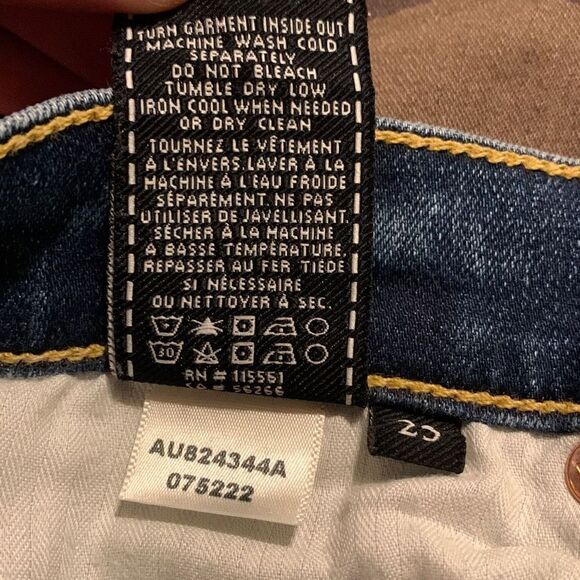 TURN GARMENT INSIDE OUT
MACHINE WASH COLD
SEPARATELY
DO NOT BLEACH
TUMBLE DRY LOW
IRON COOL WHEN NEEDED
OR DRY CLEAN
TOURNEZ LE VÊTEMENT
À L'ENVERS.LAVER À LA
MACHINE À L'EAU FROIDE
SÉPARÉMENT. NE PAS
UTILISER DE JAVELLISANT.
SÉCHER À LA MACHINE
A BASSE TEMPÉRATURE.
REPASSER AU FER TIÈDE
SI NÉCESSAIRE
OU NETTOYER À SEC.
30
RN # 115561
AU824344A
075222